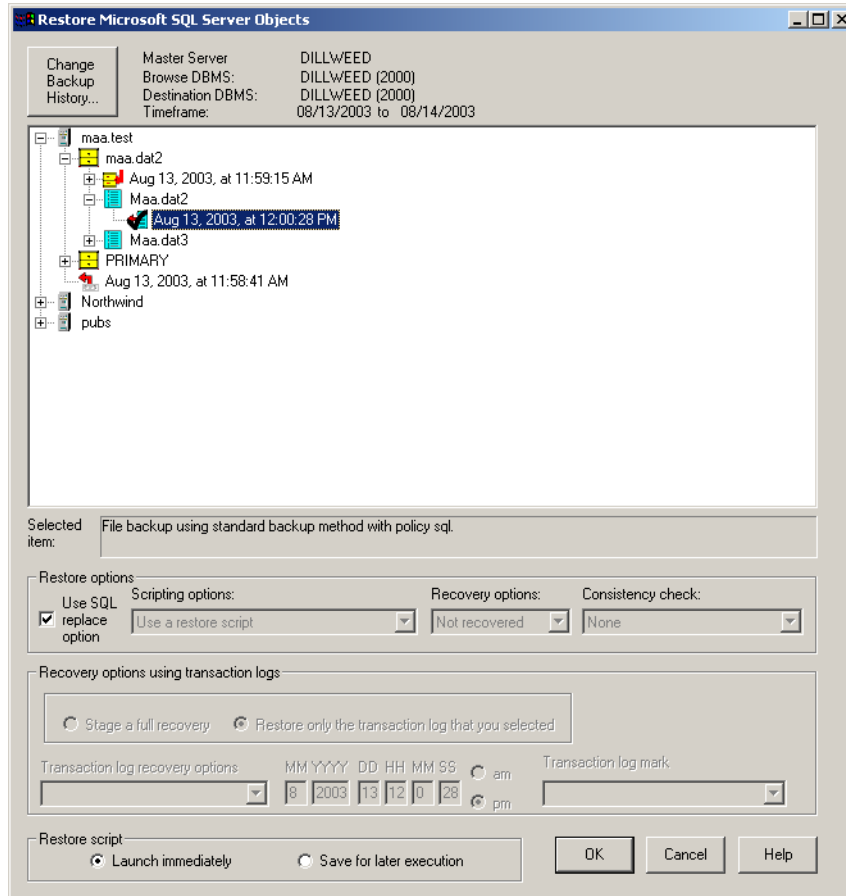 Restore Microsoft SQL Server Objects
Change Backup History...
Master Server DILLWEED
Browse DBMS: DILLWEED (2000)
Destination DBMS: DILLWEED (2000)
Timeframe: 08/13/2003 to 08/14/2003
maa.test
maa.dat2
Aug 13, 2003, at 11:59:15 AM
Maa.dat2
Aug 13, 2003, at 12:00:28 PM
Maa.dat3
PRIMARY
Aug 13, 2003, at 11:58:41 AM
Northwind
pubs
Selected item: File backup using standard backup method with policy sql.
Restore options
Use SQL replace option
Scripting options: Recovery options: Consistency check:
Use a restore script Not recovered None
Recovery options using transaction logs
Stage a full recovery Restore only the transaction log that you selected
Transaction log recovery options MM YYYY DD HH MM SS am Transaction log mark
8 2003 13 12 0 28 pm
Restore script
Launch immediately Save for later execution
OK Cancel Help